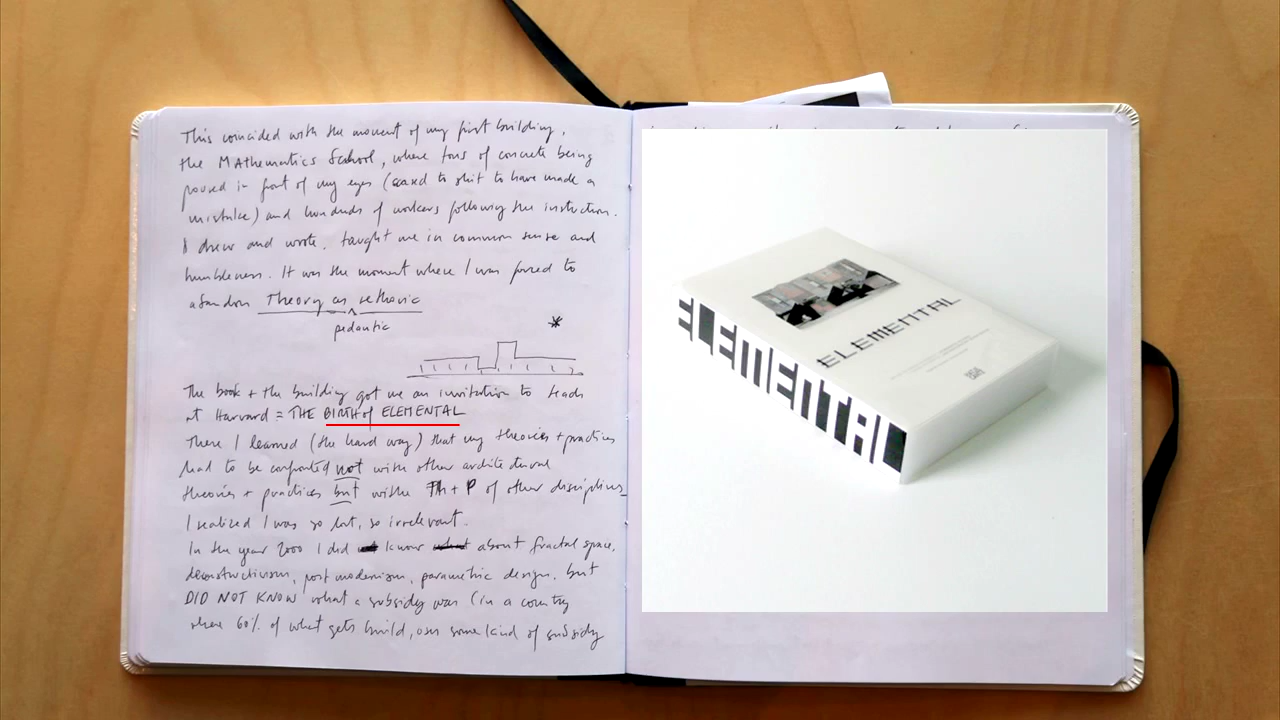 This coincided with the moment of my first building,
the MAthematics School, where tons of concrete being
poured in front of my eyes (scared to shit to have made a
mistake) and hundreds of workers following the instructions
I drew and wrote, taught me in common sense and
humbleness. It was the moment where I was forced to
abandon Theory as rethoric
pedantic
The book + the building got me an invitation to teach
at Harvard = THE BIRTH of ELEMENTAL
There I learned (the hard way) that my theories + practices
had to be confronted not with other architectural
theories + practices but with Th + P of other disciplines
I realized I was so lost, so irrelevant.
In the year 2000 I did know about fractal space,
deconstructivism, post modernism, parametric design, but
DID NOT KNOW what a subsidy was (in a country
where 60% of what gets build, uses some kind of subsidy
ELEMENTAL
ELEMENTAL